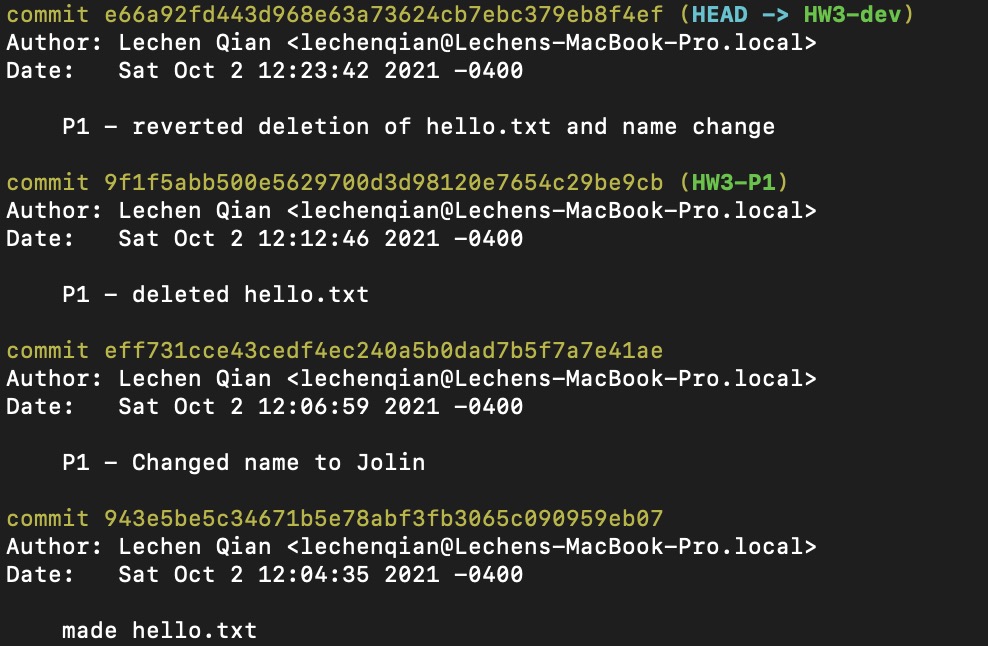 commit e66a92fd443d968e63a73624cb7ebc379eb8f4ef (HEAD -> HW3-dev)
Author: Lechen Qian <lechenqian@Lechens-MacBook-Pro.local>
Date:   Sat Oct 2 12:23:42 2021 -0400
P1 - reverted deletion of hello.txt and name change
commit 9f1f5abb500e5629700d3d98120e7654c29be9cb (HW3-P1)
Author: Lechen Qian <lechenqian@Lechens-MacBook-Pro.local>
Date:   Sat Oct 2 12:12:46 2021 -0400
P1 - deleted hello.txt
commit eff731cce43cedf4ec240a5b0dad7b5f7a7e41ae
Author: Lechen Qian <lechenqian@Lechens-MacBook-Pro.local>
Date:   Sat Oct 2 12:06:59 2021 -0400
P1 - Changed name to Jolin
commit 943e5be5c34671b5e78abf3fb3065c090959eb07
Author: Lechen Qian <lechenqian@Lechens-MacBook-Pro.local>
Date:   Sat Oct 2 12:04:35 2021 -0400
made hello.txt